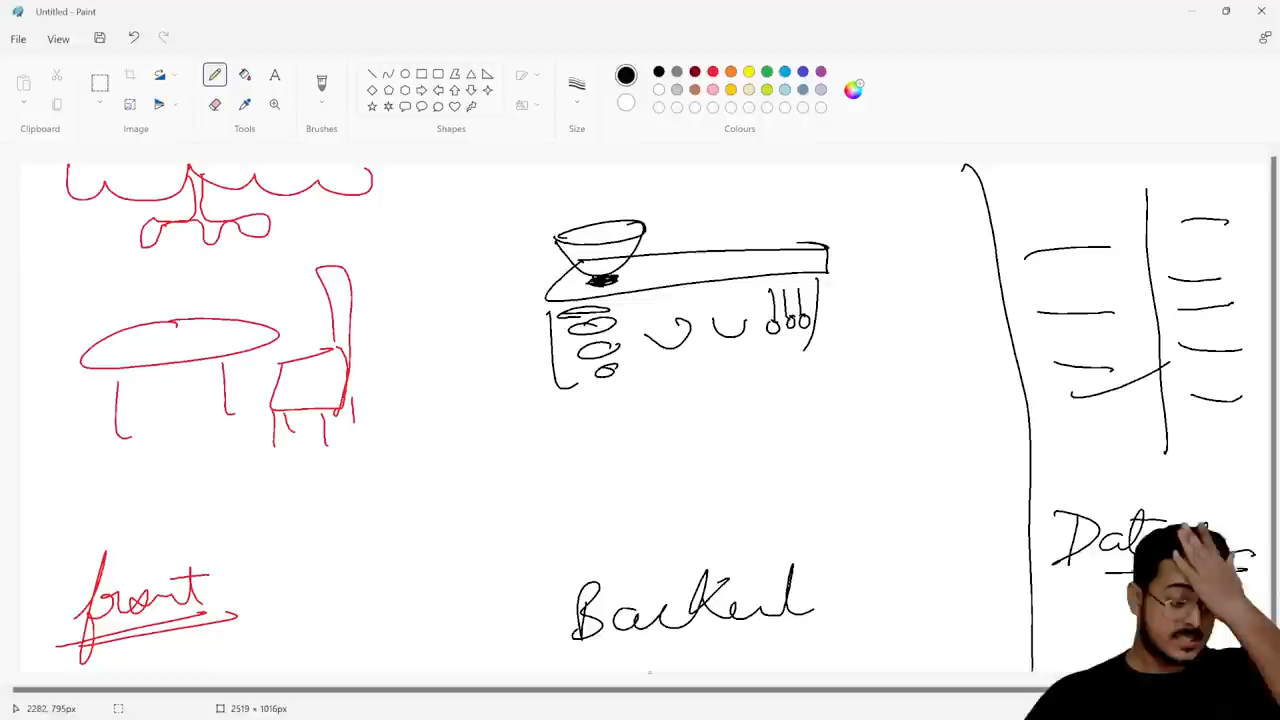 Untitled - Paint
File View
Clipboard Image Tools Brushes Shapes Size Colours
front
Backend
2282, 795px 2519 × 1016px